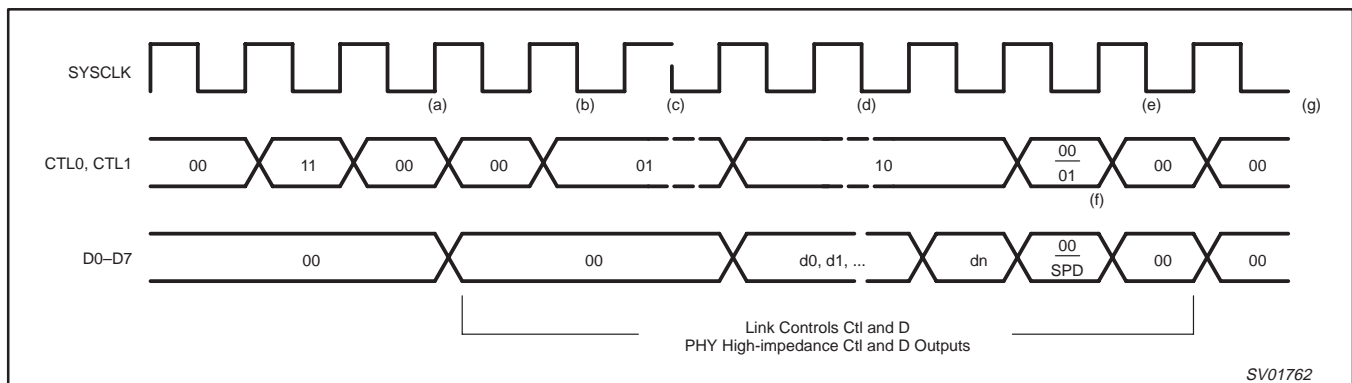 SYSCLK
(a) (b) (c) (d) (e) (g)
CTL0, CTL1 00 11 00 00 01 10 00 00 00
01
(f)
D0–D7 00 00 d0, d1, ... dn 00 00 00
SPD
Link Controls Ctl and D
PHY High-impedance Ctl and D Outputs
SV01762